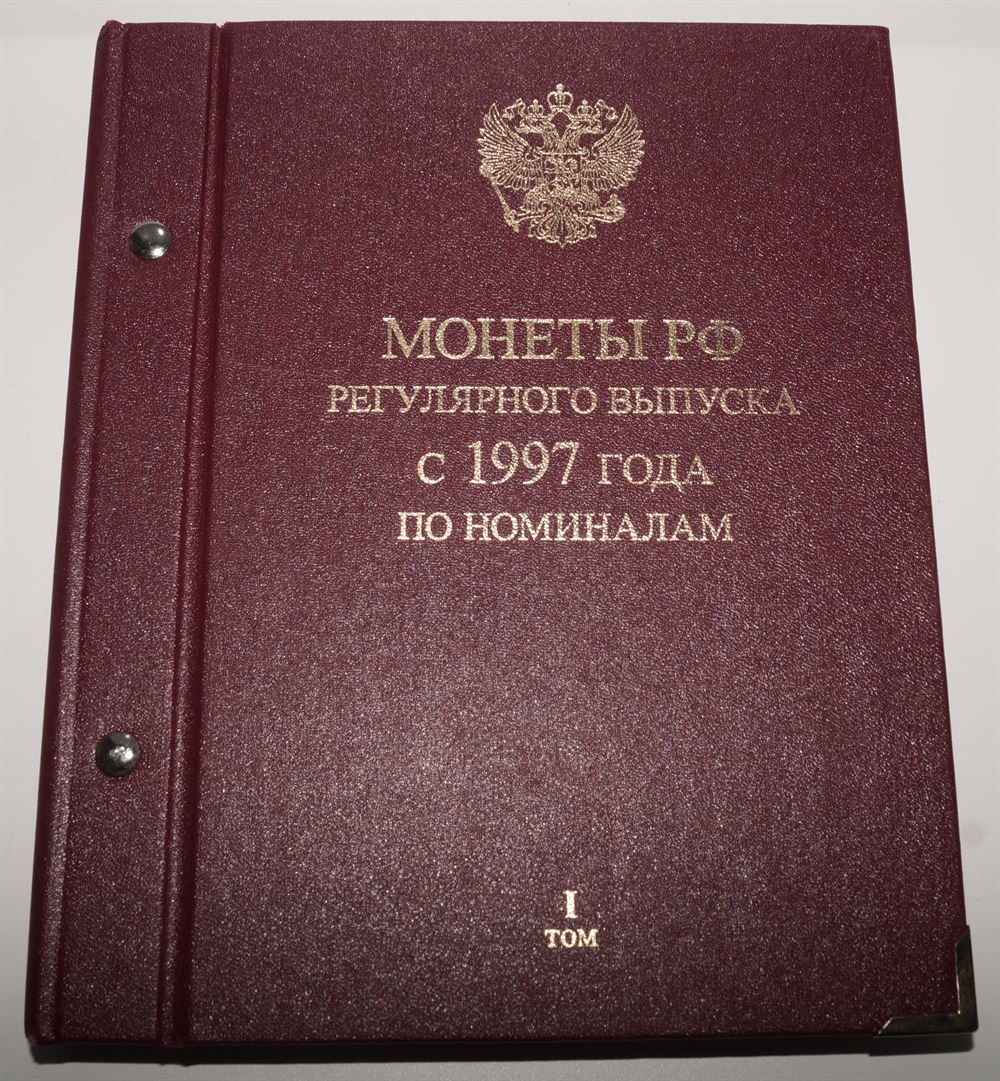 МОНЕТЫ РФ
РЕГУЛЯРНОГО ВЫПУСКА
С 1997 ГОДА
ПО НОМИНАЛАМ
I
ТОМ